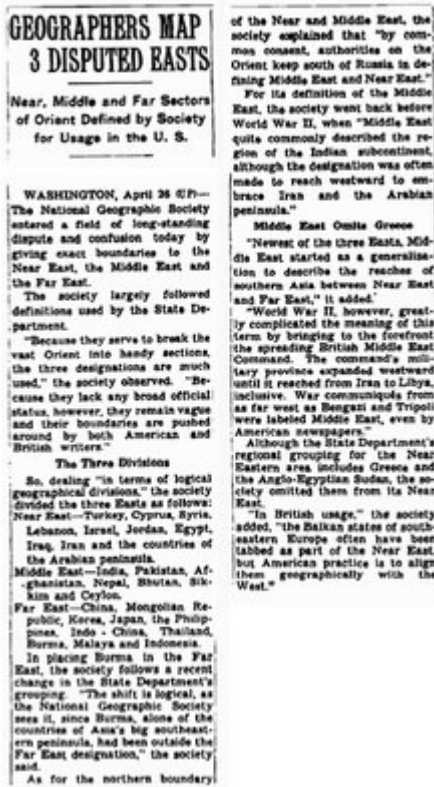 GEOGRAPHERS MAP
3 DISPUTED EASTS
Near, Middle and Far Sectors
of Orient Defined by Society
for Usage in the U. S.
WASHINGTON, April 26 (UP)—
The National Geographic Society
entered a field of long-standing
dispute and confusion today by
giving exact boundaries to the
Near East, the Middle East and
the Far East.
The society largely followed
definitions used by the State De-
partment.
"Because they serve to break the
vast Orient into handy sections,
the three designations are much
used," the society observed. "Be-
cause they lack any broad official
status, however, they remain vague
and their boundaries are pushed
around by both American and
British writers."
The Three Divisions
So, dealing "in terms of logical
geographical divisions," the society
divided the three Easts as follows:
Near East—Turkey, Cyprus, Syria,
Lebanon, Israel, Jordan, Egypt,
Iraq, Iran and the countries of
the Arabian peninsula.
Middle East—India, Pakistan, Af-
ghanistan, Nepal, Bhutan, Sik-
kim and Ceylon.
Far East—China, Mongolian Re-
public, Korea, Japan, the Philip-
pines, Indo-China, Thailand,
Burma, Malaya and Indonesia.
In placing Burma in the Far
East, the society follows a recent
change in the State Department's
grouping. "The shift is logical, as
the National Geographic Society
sees it, since Burma, alone of the
countries of Asia's big southeast-
ern peninsula, had been outside the
Far East designation," the society
said.
As for the northern boundary
of the Near and Middle East, the
society explained that "by com-
mon consent, authorities on the
Orient keep south of Russia in de-
fining Middle East and Near East."
For its definition of the Middle
East, the society went back before
World War II, when "Middle East
quite commonly described the re-
gion of the Indian subcontinent,
although the designation was often
made to reach westward to em-
brace Iran and the Arabian
peninsula."
Middle East Omits Greece
"Newest of the three Easts, Mid-
dle East started as a generaliza-
tion to describe the reaches of
southern Asia between Near East
and Far East," it added.
"World War II, however, great-
ly complicated the meaning of this
term by bringing to the forefront
the spreading British Middle East
Command. The command's mili-
tary province expanded westward
until it reached from Iran to Libya,
inclusive. War communiqués from
as far west as Bengazi and Tripoli
were labeled Middle East, even by
American newspapers."
Although the State Department's
regional grouping for the Near
Eastern area includes Greece and
the Anglo-Egyptian Sudan, the so-
ciety omitted them from its Near
East.
"In British usage," the society
added, "the Balkan states of south-
eastern Europe often have been
tabbed as part of the Near East,
but American practice is to align
them geographically with the
West."